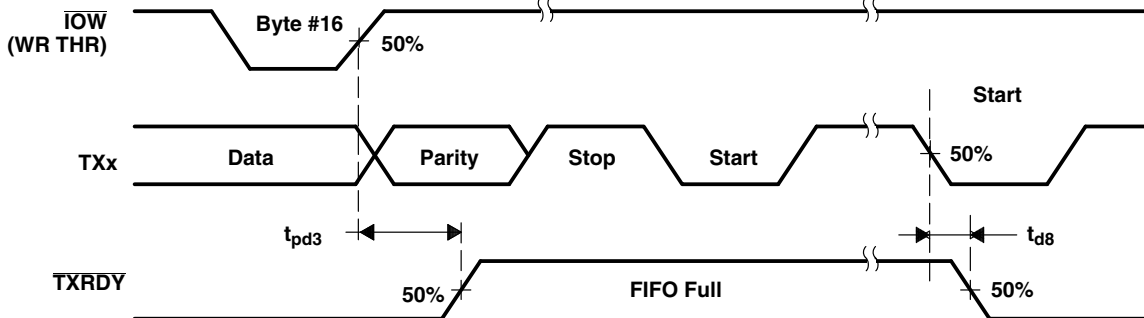 IOW
(WR THR)
Byte #16
50%
Start
TXx
Data
Parity
Stop
Start
50%
tpd3
td8
TXRDY
50%
FIFO Full
50%